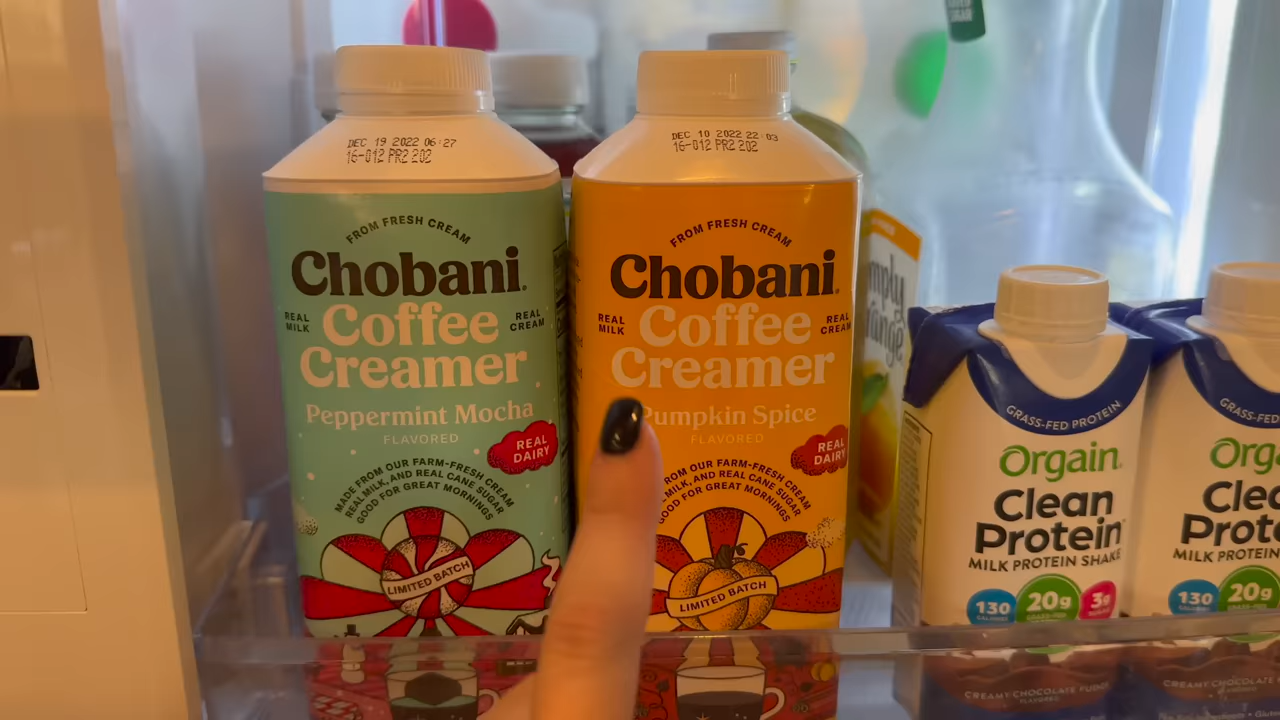 DEC 19 2022 06:27
16-012 PR2 202
FROM FRESH CREAM
Chobani
REAL MILK
Coffee
REAL CREAM
Creamer
Peppermint Mocha
FLAVORED
REAL DAIRY
MADE FROM OUR FARM-FRESH CREAM
REAL MILK, AND REAL CANE SUGAR
GOOD FOR GREAT MORNINGS
LIMITED BATCH
DEC 10 2022 22:03
16-012 PR2 202
FROM FRESH CREAM
Chobani
REAL MILK
Coffee
REAL CREAM
Creamer
Pumpkin Spice
FLAVORED
REAL DAIRY
FROM OUR FARM-FRESH CREAM
MILK, AND REAL CANE SUGAR
GOOD FOR GREAT MORNINGS
LIMITED BATCH
GRASS-FED PROTEIN
Orgain
Clean
Protein
MILK PROTEIN SHAKE
130
20g
3g
CREAMY CHOCOLATE FUDGE
FLAVORED
GRASS-FED
Orga
Clea
Prote
MILK PROTEIN
130
20g
CREAMY CHOCOLATE